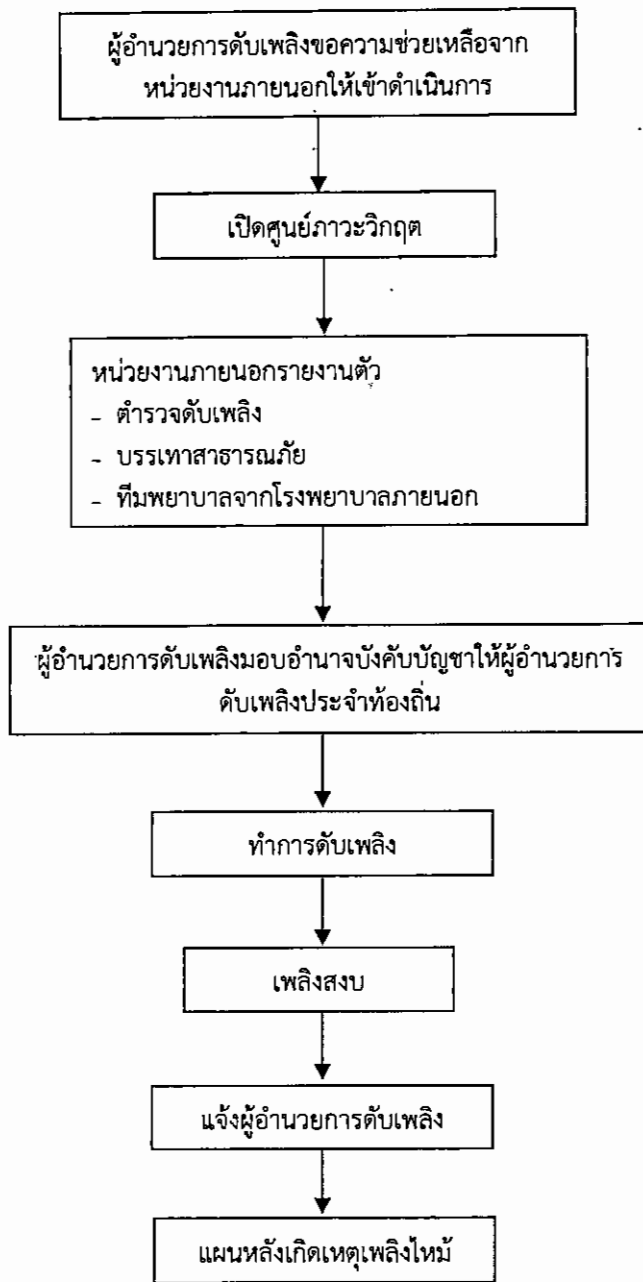 ผู้อำนวยการดับเพลิงขอความช่วยเหลือจาก
หน่วยงานภายนอกให้เข้าดำเนินการ
เปิดศูนย์ภาวะวิกฤต
หน่วยงานภายนอกรายงานตัว
- ตำรวจดับเพลิง
- บรรเทาสาธารณภัย
- ทีมพยาบาลจากโรงพยาบาลภายนอก
ผู้อำนวยการดับเพลิงมอบอำนาจบังคับบัญชาให้ผู้อำนวยการ
ดับเพลิงประจำท้องถิ่น
ทำการดับเพลิง
เพลิงสงบ
แจ้งผู้อำนวยการดับเพลิง
แผนหลังเกิดเหตุเพลิงไหม้